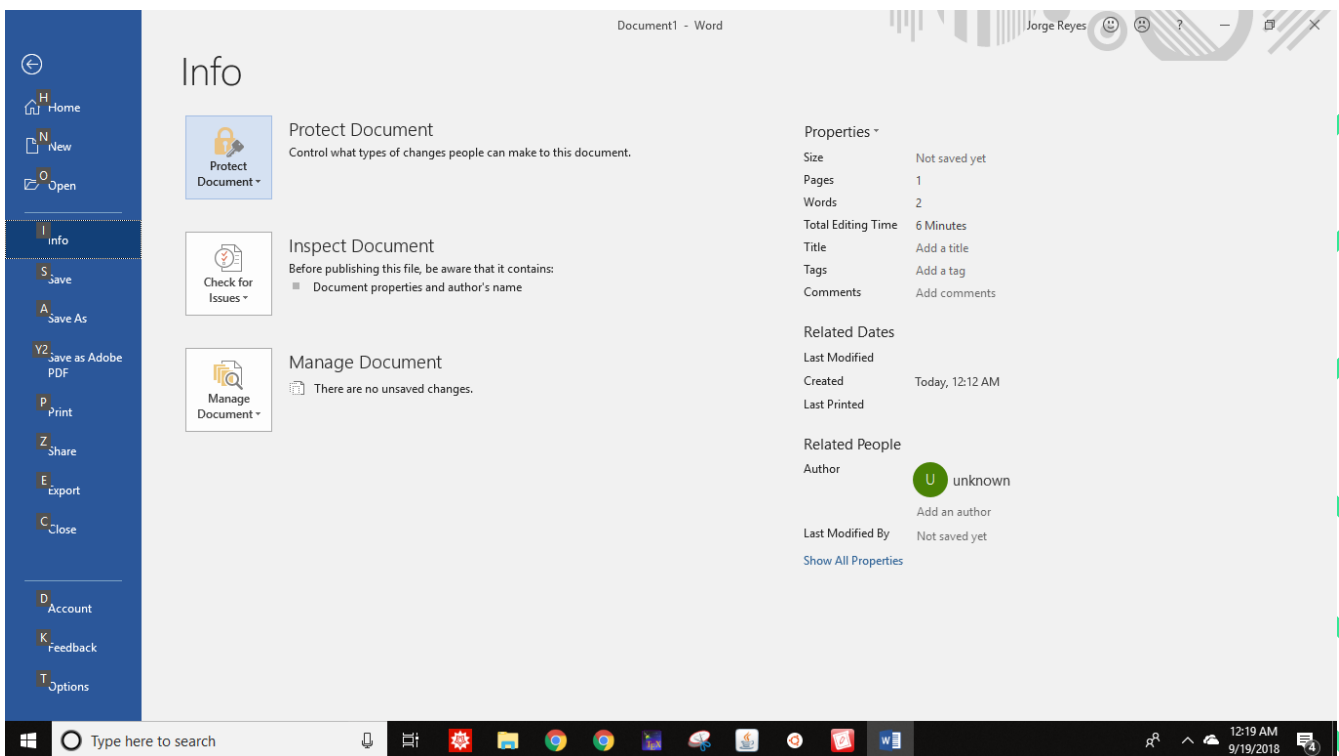 Document1 - Word
Jorge Reyes
?
Info
H
Home
N
New
O
Open
I
Info
S
Save
A
Save As
Y2
Save as Adobe
PDF
P
Print
Z
Share
E
Export
C
Close
D
Account
K
Feedback
T
Options
Protect
Document
Protect Document
Control what types of changes people can make to this document.
Check for
Issues
Inspect Document
Before publishing this file, be aware that it contains:
Document properties and author's name
Manage
Document
Manage Document
There are no unsaved changes.
Properties
Size Not saved yet
Pages 1
Words 2
Total Editing Time 6 Minutes
Title Add a title
Tags Add a tag
Comments Add comments
Related Dates
Last Modified
Created Today, 12:12 AM
Last Printed
Related People
Author
U unknown
Add an author
Last Modified By Not saved yet
Show All Properties
Type here to search
12:19 AM
9/19/2018
4